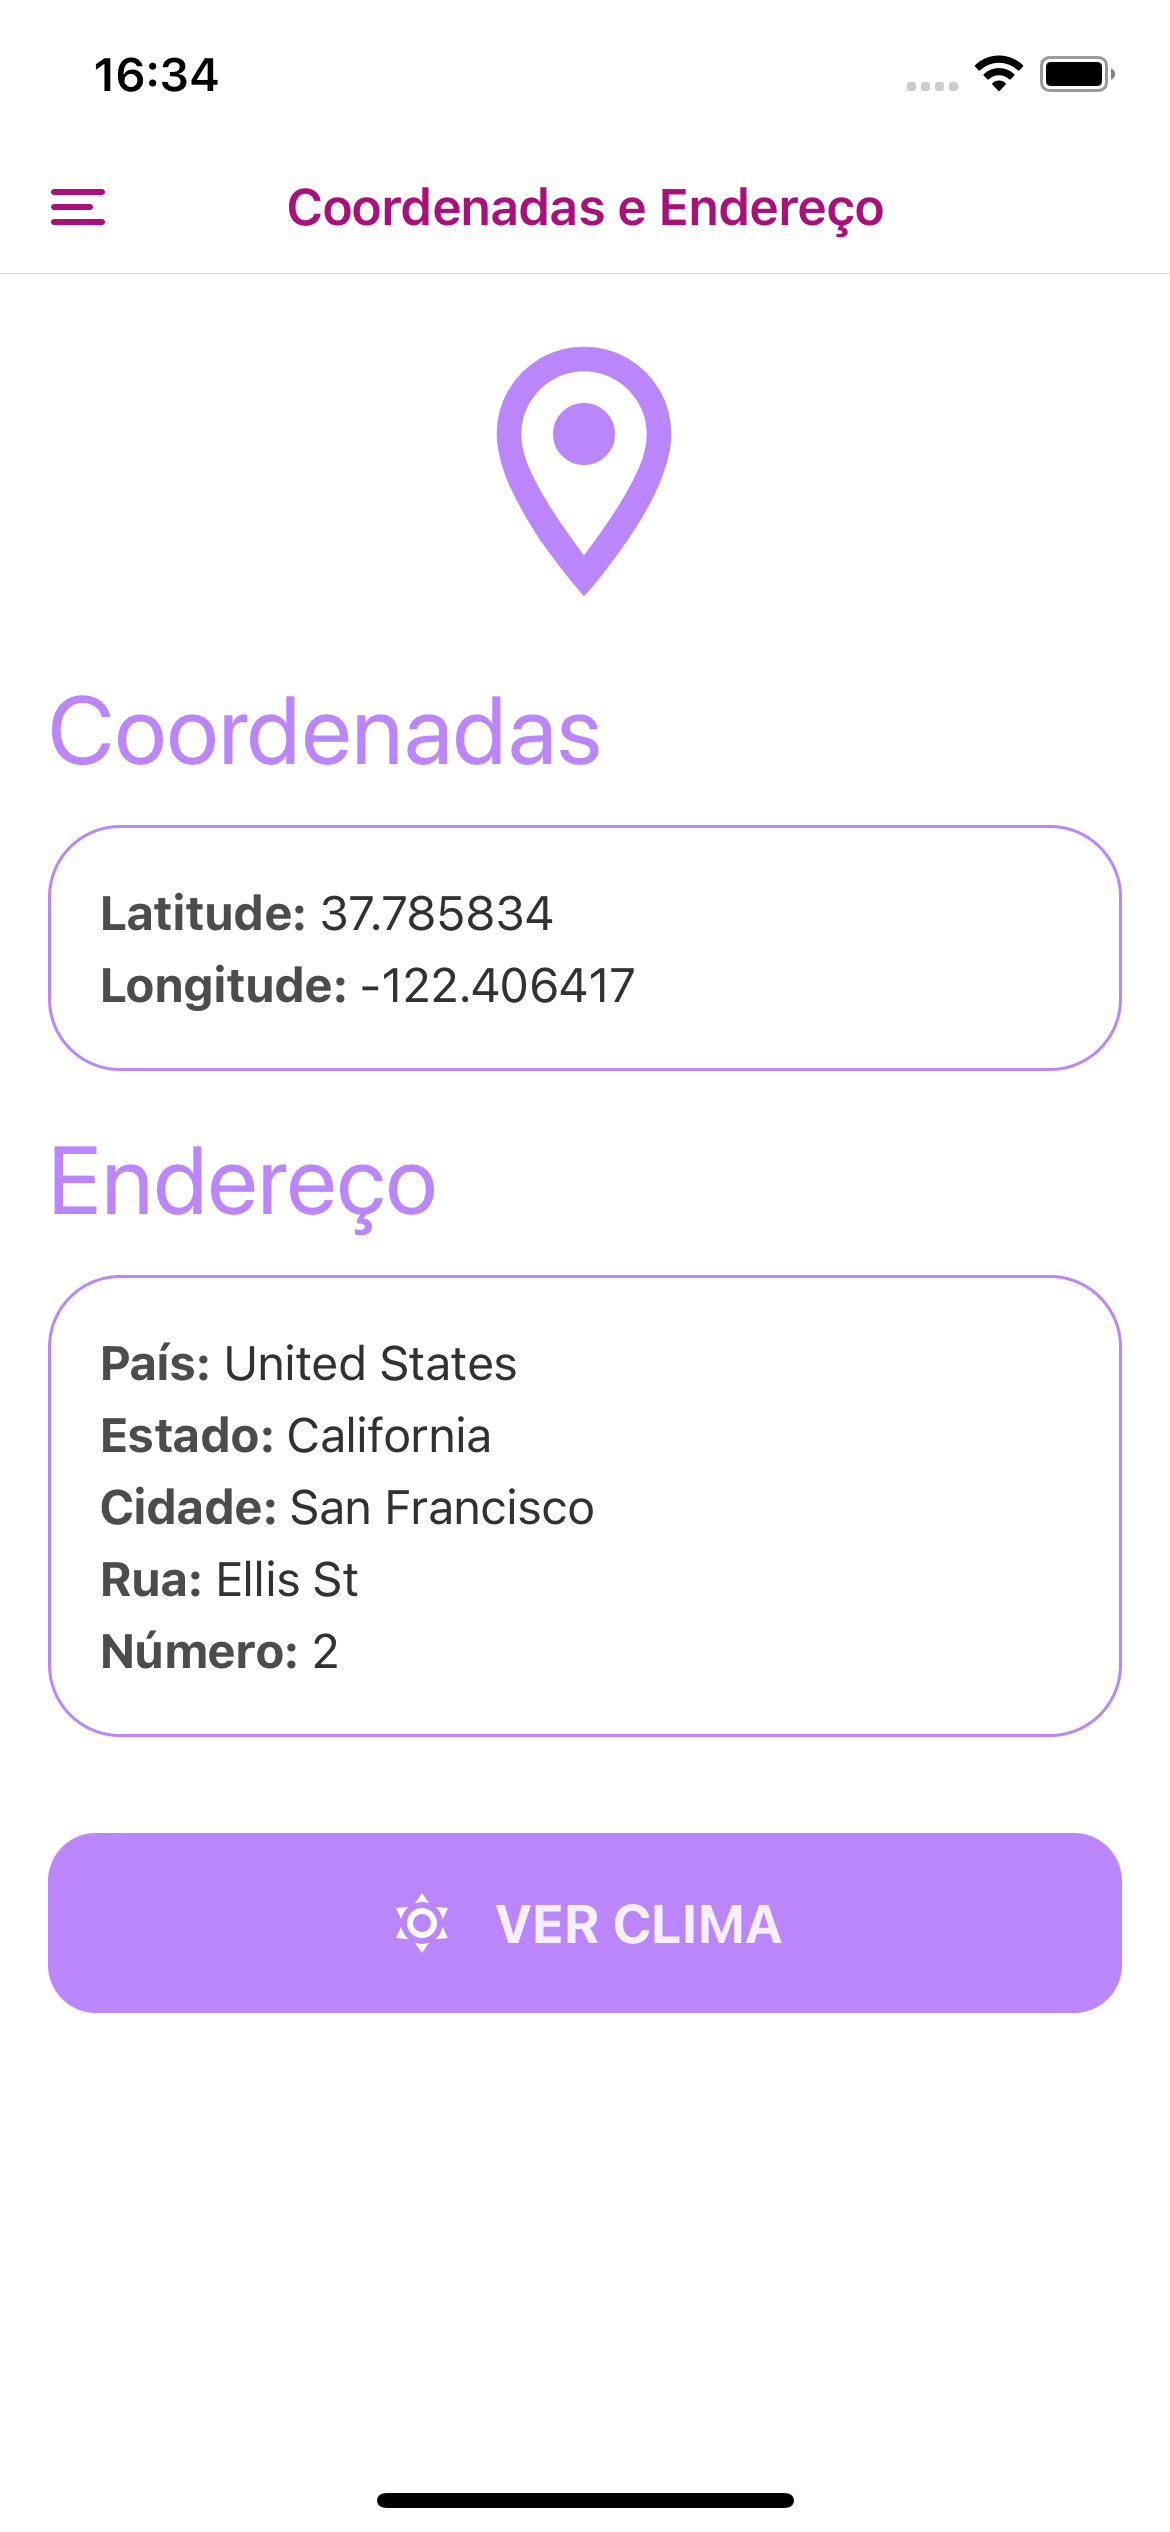 16:34
Coordenadas e Endereço
Coordenadas
Latitude: 37.785834
Longitude: -122.406417
Endereço
País: United States
Estado: California
Cidade: San Francisco
Rua: Ellis St
Número: 2
VER CLIMA